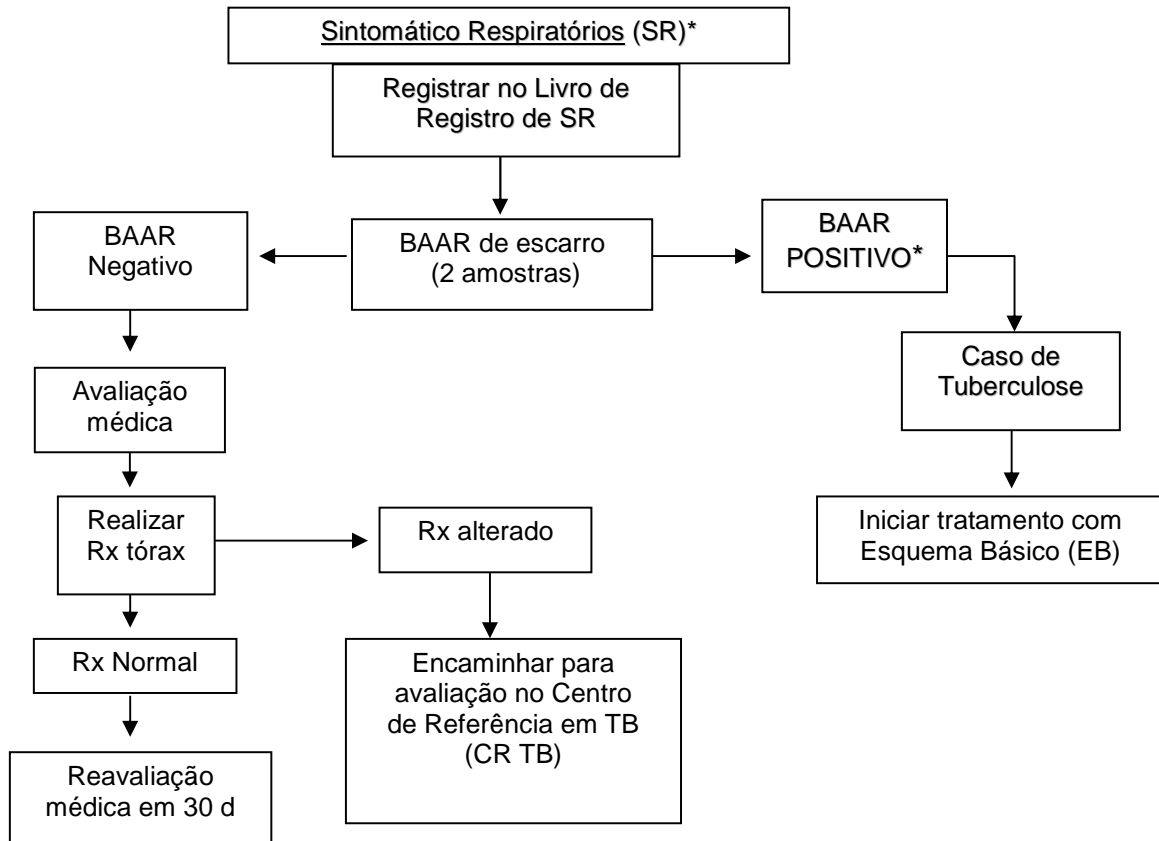 Sintomático Respiratórios (SR)*
Registrar no Livro de
Registro de SR
BAAR
Negativo
BAAR de escarro
(2 amostras)
BAAR
POSITIVO*
Avaliação
médica
Caso de
Tuberculose
Realizar
Rx tórax
Rx alterado
Iniciar tratamento com
Esquema Básico (EB)
Rx Normal
Encaminhar para
avaliação no Centro
de Referência em TB
(CR TB)
Reavaliação
médica em 30 d